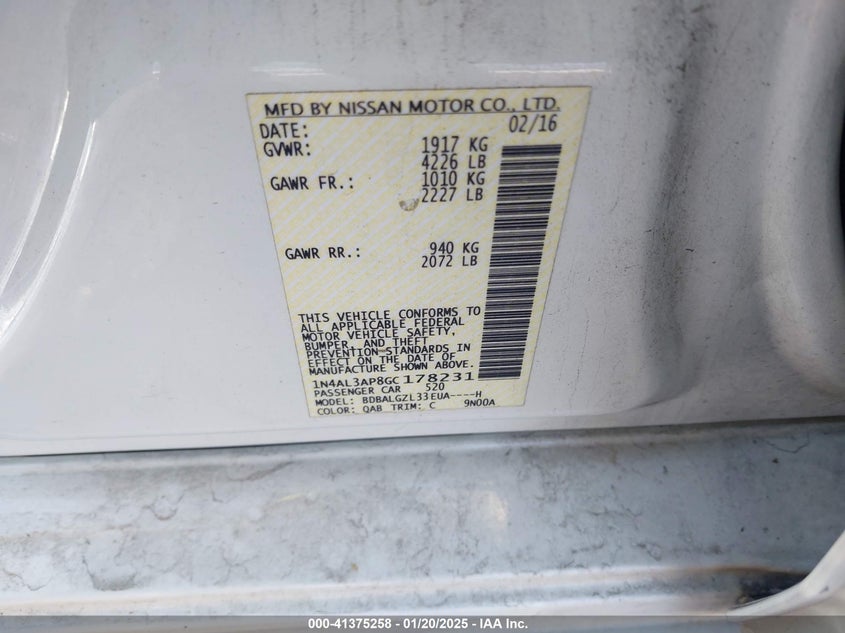 MFD BY NISSAN MOTOR CO., LTD.
DATE: 02/16
GVWR: 1917 KG
4226 LB
GAWR FR.: 1010 KG
2227 LB
GAWR RR.: 940 KG
2072 LB
THIS VEHICLE CONFORMS TO
ALL APPLICABLE FEDERAL
MOTOR VEHICLE SAFETY,
BUMPER, AND THEFT
PREVENTION STANDARDS IN
EFFECT ON THE DATE OF
MANUFACTURE SHOWN ABOVE.
1N4AL3AP8GC178231
PASSENGER CAR 520
MODEL: BDBALGZL33EUA----H
COLOR: QAB TRIM: C 9N00A
000-41375258 - 01/20/2025 - IAA Inc.